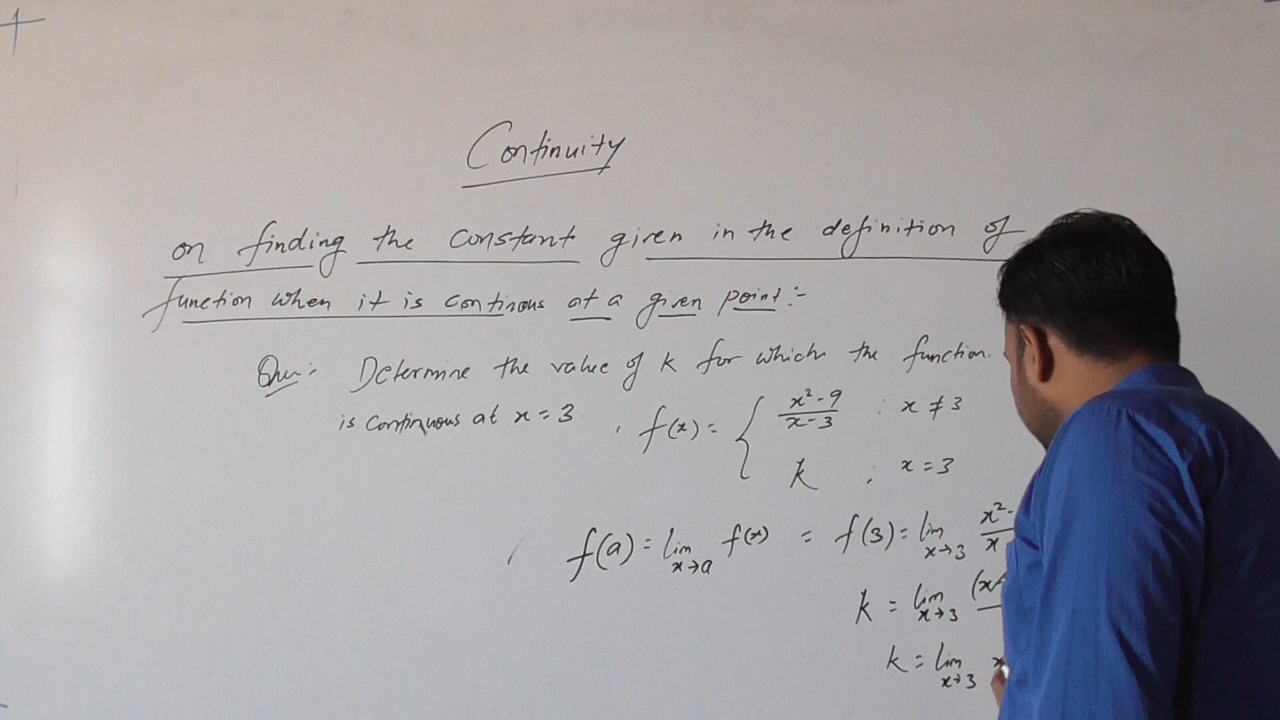 Continuity
on finding the constant given in the definition of
function when it is continous at a given point:-
Que:- Determine the value of k for which the function
is continuous at x = 3. f(x) = { x²-9/x-3 ; x ≠ 3
k ; x = 3
f(a) = lim x→a f(x) = f(3) = lim x→3 x²-/x
k = lim x→3 (x
k = lim x→3 x